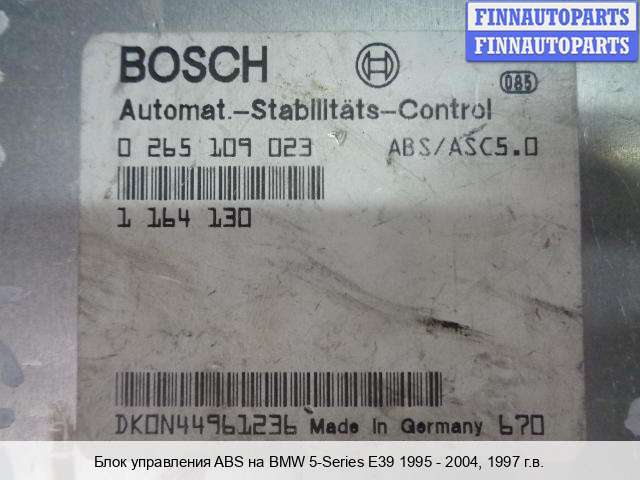 FINNAUTOPARTS
FINNAUTOPARTS
BOSCH
085
Automat.-Stabilitäts-Control
0 265 109 023 ABS/ASC5.0
1 164 130
DK0N44961236 Made in Germany 670
Блок управления ABS на BMW 5-Series E39 1995 - 2004, 1997 г.в.